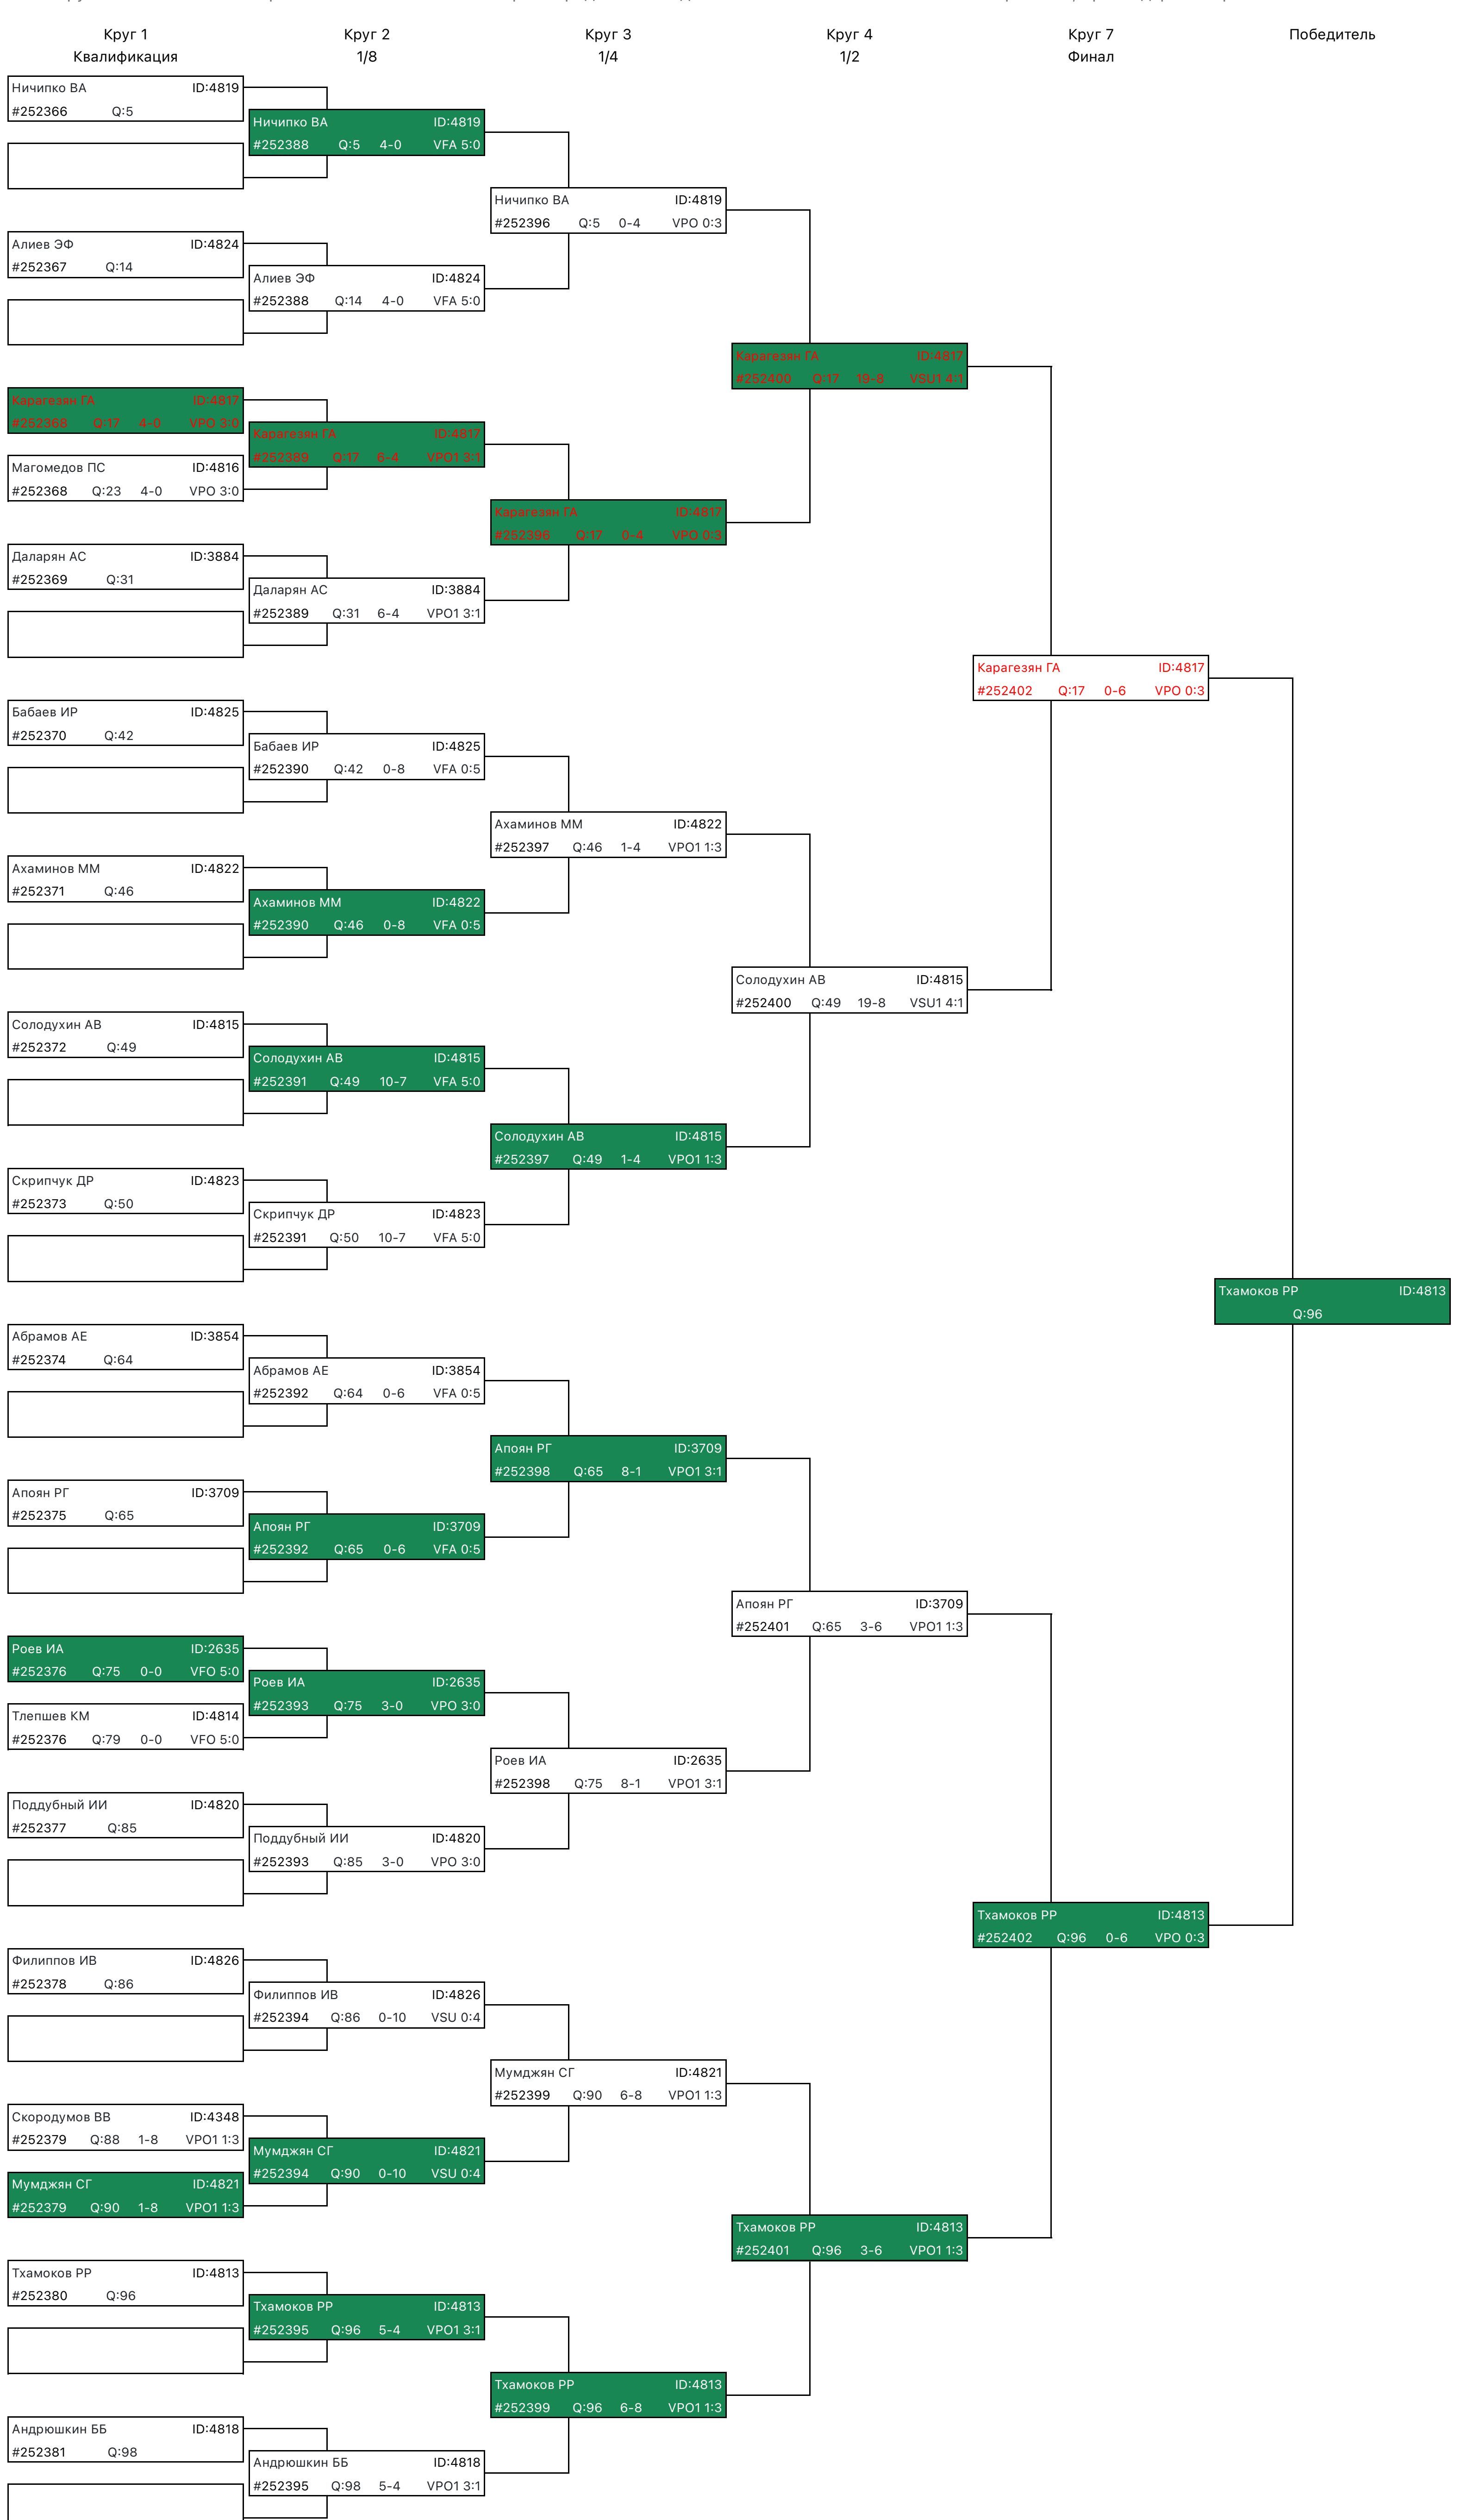 Круг 1 Круг 2 Круг 3 Круг 4 Круг 7 Победитель
Квалификация 1/8 1/4 1/2 Финал
Ничипко ВА ID:4819
#252366 Q:5
Ничипко ВА ID:4819
#252388 Q:5 4-0 VFA 5:0
Ничипко ВА ID:4819
#252396 Q:5 0-4 VPO 0:3
Алиев ЭФ ID:4824
#252367 Q:14
Алиев ЭФ ID:4824
#252388 Q:14 4-0 VFA 5:0
Карагезян ГА ID:4817
#252400 Q:17 19-8 VSU1 4:1
Карагезян ГА ID:4817
#252368 Q:17 4-0 VPO 3:0
Карагезян ГА ID:4817
#252389 Q:17 6-4 VPO1 3:1
Магомедов ПС ID:4816
#252368 Q:23 4-0 VPO 3:0
Карагезян ГА ID:4817
#252396 Q:17 0-4 VPO 0:3
Даларян АС ID:3884
#252369 Q:31
Даларян АС ID:3884
#252389 Q:31 6-4 VPO1 3:1
Карагезян ГА ID:4817
#252402 Q:17 0-6 VPO 0:3
Бабаев ИР ID:4825
#252370 Q:42
Бабаев ИР ID:4825
#252390 Q:42 0-8 VFA 0:5
Ахаминов ММ ID:4822
#252397 Q:46 1-4 VPO1 1:3
Ахаминов ММ ID:4822
#252371 Q:46
Ахаминов ММ ID:4822
#252390 Q:46 0-8 VFA 0:5
Солодухин АВ ID:4815
#252400 Q:49 19-8 VSU1 4:1
Солодухин АВ ID:4815
#252372 Q:49
Солодухин АВ ID:4815
#252391 Q:49 10-7 VFA 5:0
Солодухин АВ ID:4815
#252397 Q:49 1-4 VPO1 1:3
Скрипчук ДР ID:4823
#252373 Q:50
Скрипчук ДР ID:4823
#252391 Q:50 10-7 VFA 5:0
Тхамоков РР ID:4813
Q:96
Абрамов АЕ ID:3854
#252374 Q:64
Абрамов АЕ ID:3854
#252392 Q:64 0-6 VFA 0:5
Апоян РГ ID:3709
#252398 Q:65 8-1 VPO1 3:1
Апоян РГ ID:3709
#252375 Q:65
Апоян РГ ID:3709
#252392 Q:65 0-6 VFA 0:5
Апоян РГ ID:3709
#252401 Q:65 3-6 VPO1 1:3
Роев ИА ID:2635
#252376 Q:75 0-0 VFO 5:0
Роев ИА ID:2635
#252393 Q:75 3-0 VPO 3:0
Тлепшев КМ ID:4814
#252376 Q:79 0-0 VFO 5:0
Роев ИА ID:2635
#252398 Q:75 8-1 VPO1 3:1
Поддубный ИИ ID:4820
#252377 Q:85
Поддубный ИИ ID:4820
#252393 Q:85 3-0 VPO 3:0
Тхамоков РР ID:4813
#252402 Q:96 0-6 VPO 0:3
Филиппов ИВ ID:4826
#252378 Q:86
Филиппов ИВ ID:4826
#252394 Q:86 0-10 VSU 0:4
Мумджян СГ ID:4821
#252399 Q:90 6-8 VPO1 1:3
Скородумов ВВ ID:4348
#252379 Q:88 1-8 VPO1 1:3
Мумджян СГ ID:4821
#252394 Q:90 0-10 VSU 0:4
Мумджян СГ ID:4821
#252379 Q:90 1-8 VPO1 1:3
Тхамоков РР ID:4813
#252401 Q:96 3-6 VPO1 1:3
Тхамоков РР ID:4813
#252380 Q:96
Тхамоков РР ID:4813
#252395 Q:96 5-4 VPO1 3:1
Тхамоков РР ID:4813
#252399 Q:96 6-8 VPO1 1:3
Андрюшкин ББ ID:4818
#252381 Q:98
Андрюшкин ББ ID:4818
#252395 Q:98 5-4 VPO1 3:1